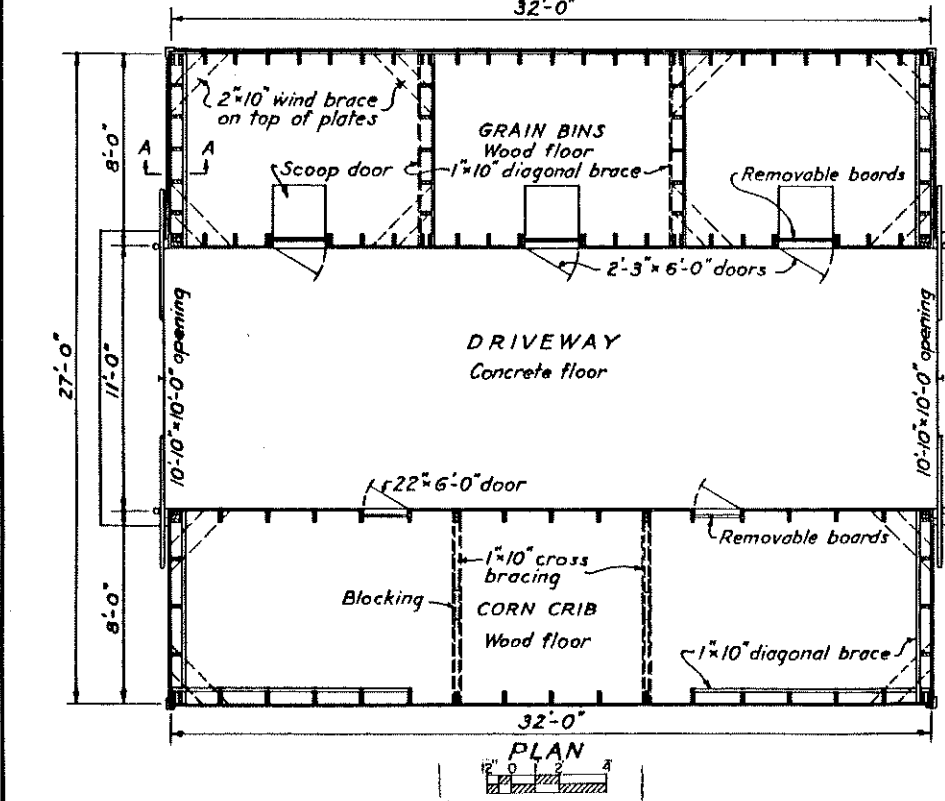 32'-0"
2"×10" wind brace
on top of plates
GRAIN BINS
Wood floor
1"×10" diagonal brace
A
A
Scoop door
Removable boards
8'-0"
2'-3"×6'-0" doors
27'-0"
11'-0"
10'-10"×10'-0" opening
DRIVEWAY
Concrete floor
10'-10"×10'-0" opening
22"×6'-0" door
Removable boards
1"×10" cross
bracing
Blocking
CORN CRIB
Wood floor
8'-0"
1"×10" diagonal brace
32'-0"
PLAN
12" 0 1 2 4